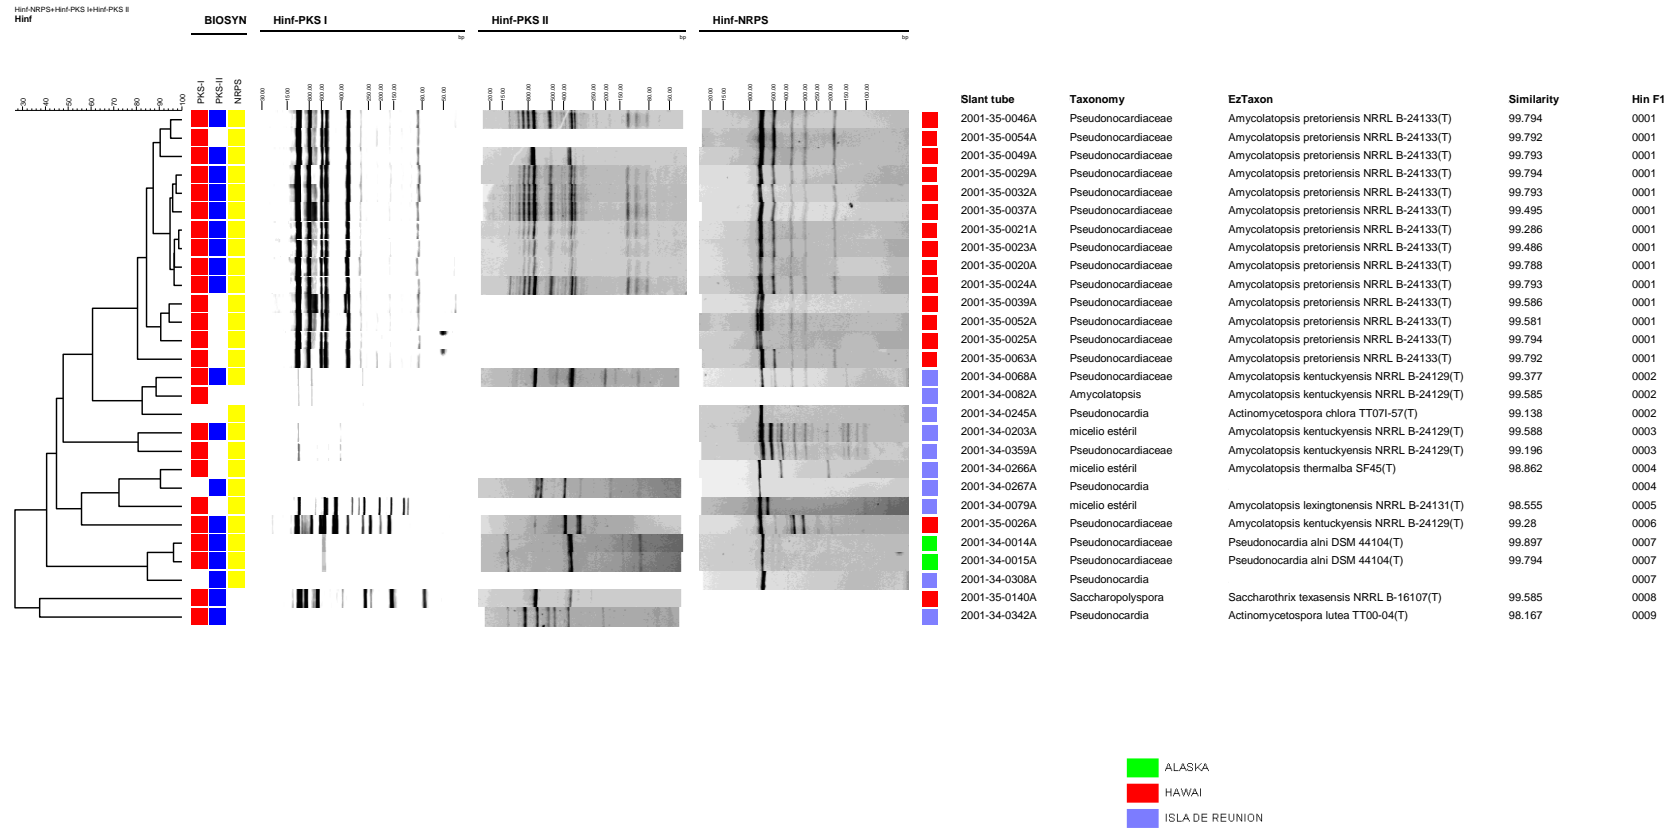 Hinf-NRPS+Hinf-PKS I+Hinf-PKS II
Hinf
BIOSYN Hinf-PKS I Hinf-PKS II Hinf-NRPS
bp bp bp
30 40 50 60 70 80 90 100
PKS-I PKS-II NRPS
Slant tube Taxonomy EzTaxon Similarity Hin F1
2001-35-0046A Pseudonocardiaceae Amycolatopsis pretoriensis NRRL B-24133(T) 99.794 0001
2001-35-0054A Pseudonocardiaceae Amycolatopsis pretoriensis NRRL B-24133(T) 99.792 0001
2001-35-0049A Pseudonocardiaceae Amycolatopsis pretoriensis NRRL B-24133(T) 99.793 0001
2001-35-0029A Pseudonocardiaceae Amycolatopsis pretoriensis NRRL B-24133(T) 99.794 0001
2001-35-0032A Pseudonocardiaceae Amycolatopsis pretoriensis NRRL B-24133(T) 99.793 0001
2001-35-0037A Pseudonocardiaceae Amycolatopsis pretoriensis NRRL B-24133(T) 99.495 0001
2001-35-0021A Pseudonocardiaceae Amycolatopsis pretoriensis NRRL B-24133(T) 99.286 0001
2001-35-0023A Pseudonocardiaceae Amycolatopsis pretoriensis NRRL B-24133(T) 99.486 0001
2001-35-0020A Pseudonocardiaceae Amycolatopsis pretoriensis NRRL B-24133(T) 99.788 0001
2001-35-0024A Pseudonocardiaceae Amycolatopsis pretoriensis NRRL B-24133(T) 99.793 0001
2001-35-0039A Pseudonocardiaceae Amycolatopsis pretoriensis NRRL B-24133(T) 99.586 0001
2001-35-0052A Pseudonocardiaceae Amycolatopsis pretoriensis NRRL B-24133(T) 99.581 0001
2001-35-0025A Pseudonocardiaceae Amycolatopsis pretoriensis NRRL B-24133(T) 99.794 0001
2001-35-0063A Pseudonocardiaceae Amycolatopsis pretoriensis NRRL B-24133(T) 99.792 0001
2001-34-0068A Pseudonocardiaceae Amycolatopsis kentuckyensis NRRL B-24129(T) 99.377 0002
2001-34-0082A Amycolatopsis Amycolatopsis kentuckyensis NRRL B-24129(T) 99.585 0002
2001-34-0245A Pseudonocardia Actinomycetospora chlora TT07I-57(T) 99.138 0002
2001-34-0203A micelio estéril Amycolatopsis kentuckyensis NRRL B-24129(T) 99.588 0003
2001-34-0359A Pseudonocardiaceae Amycolatopsis kentuckyensis NRRL B-24129(T) 99.196 0003
2001-34-0266A micelio estéril Amycolatopsis thermalba SF45(T) 98.862 0004
2001-34-0267A Pseudonocardia 0004
2001-34-0079A micelio estéril Amycolatopsis lexingtonensis NRRL B-24131(T) 98.555 0005
2001-35-0026A Pseudonocardiaceae Amycolatopsis kentuckyensis NRRL B-24129(T) 99.28 0006
2001-34-0014A Pseudonocardiaceae Pseudonocardia alni DSM 44104(T) 99.897 0007
2001-34-0015A Pseudonocardiaceae Pseudonocardia alni DSM 44104(T) 99.794 0007
2001-34-0308A Pseudonocardia 0007
2001-35-0140A Saccharopolyspora Saccharothrix texasensis NRRL B-16107(T) 99.585 0008
2001-34-0342A Pseudonocardia Actinomycetospora lutea TT00-04(T) 98.167 0009
ALASKA
HAWAI
ISLA DE REUNION